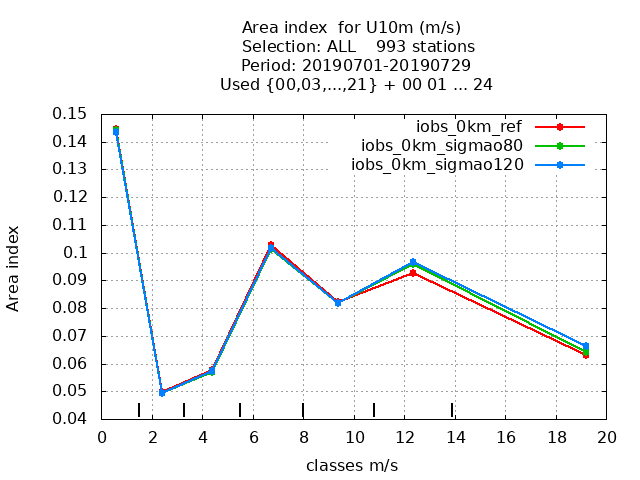 Area index  for U10m (m/s)
Selection: ALL    993 stations
Period: 20190701-20190729
Used {00,03,...,21} + 00 01 ... 24
iobs_0km_ref
iobs_0km_sigmao80
iobs_0km_sigmao120
0.15
0.14
0.13
0.12
0.11
0.1
0.09
0.08
0.07
0.06
0.05
0.04
Area index
0 2 4 6 8 10 12 14 16 18 20
classes m/s